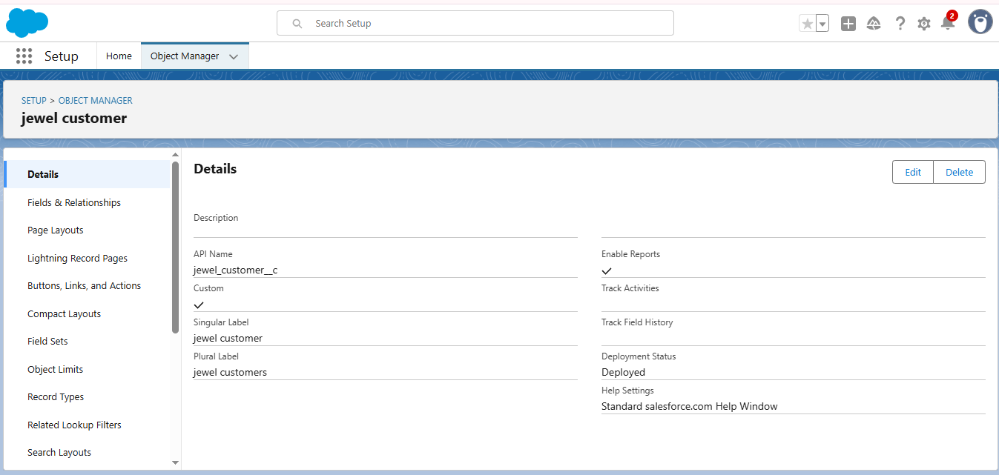 Search Setup
2
Setup
Home
Object Manager
SETUP > OBJECT MANAGER
jewel customer
Details
Fields & Relationships
Page Layouts
Lightning Record Pages
Buttons, Links, and Actions
Compact Layouts
Field Sets
Object Limits
Record Types
Related Lookup Filters
Search Layouts
Details
Edit
Delete
Description
API Name
jewel_customer__c
Custom
Singular Label
jewel customer
Plural Label
jewel customers
Enable Reports
Track Activities
Track Field History
Deployment Status
Deployed
Help Settings
Standard salesforce.com Help Window